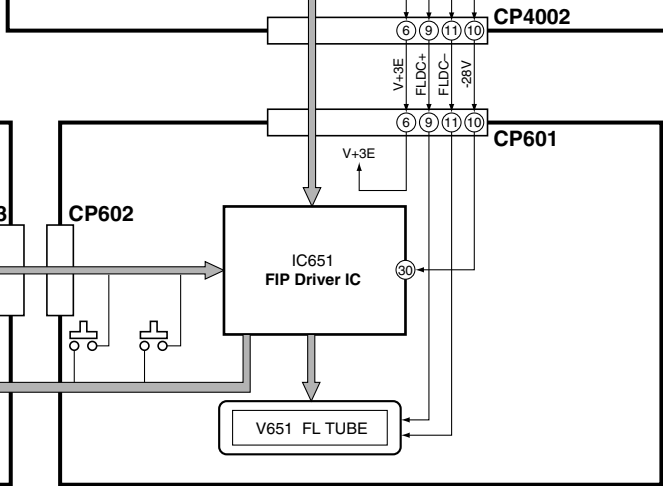 CP4002
6 9 11 10
V+3E
FLDC+
FLDC–
-28V
6 9 11 10
CP601
V+3E
3
CP602
IC651
FIP Driver IC
30
V651 FL TUBE